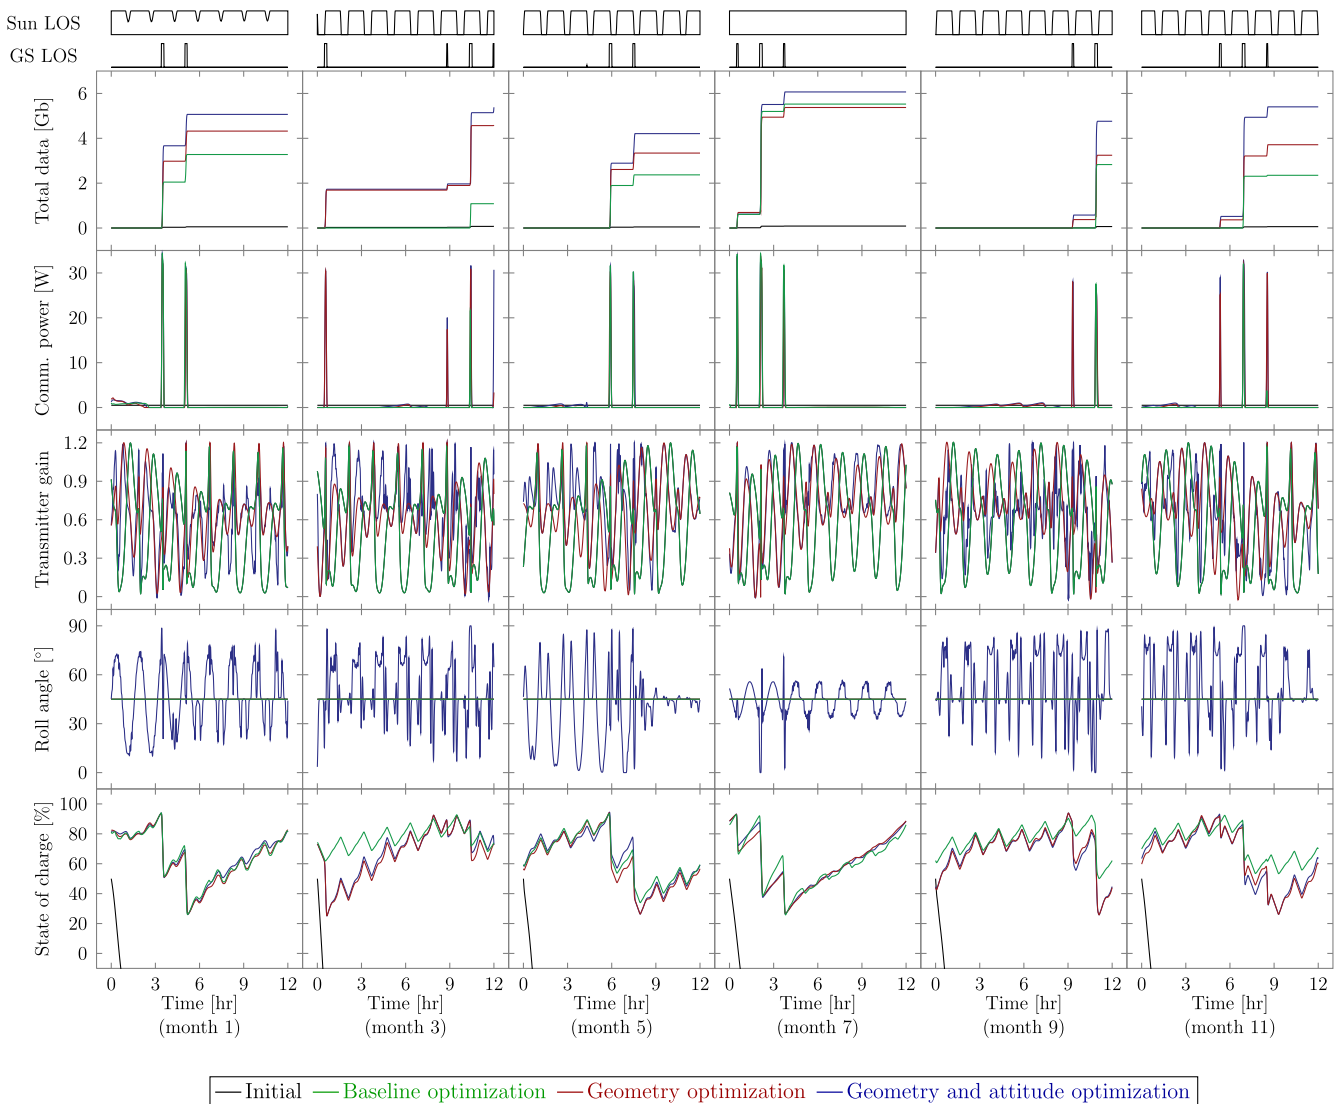 Sun LOS
GS LOS
Total data [Gb]
6
4
2
0
Comm. power [W]
30
20
10
0
Transmitter gain
1.2
0.9
0.6
0.3
0
Roll angle [°]
90
60
30
0
State of charge [%]
100
80
60
40
20
0
0 3 6 9 12 0 3 6 9 12 0 3 6 9 12 0 3 6 9 12 0 3 6 9 12 0 3 6 9 12
Time [hr] Time [hr] Time [hr] Time [hr] Time [hr] Time [hr]
(month 1) (month 3) (month 5) (month 7) (month 9) (month 11)
Initial Baseline optimization Geometry optimization Geometry and attitude optimization